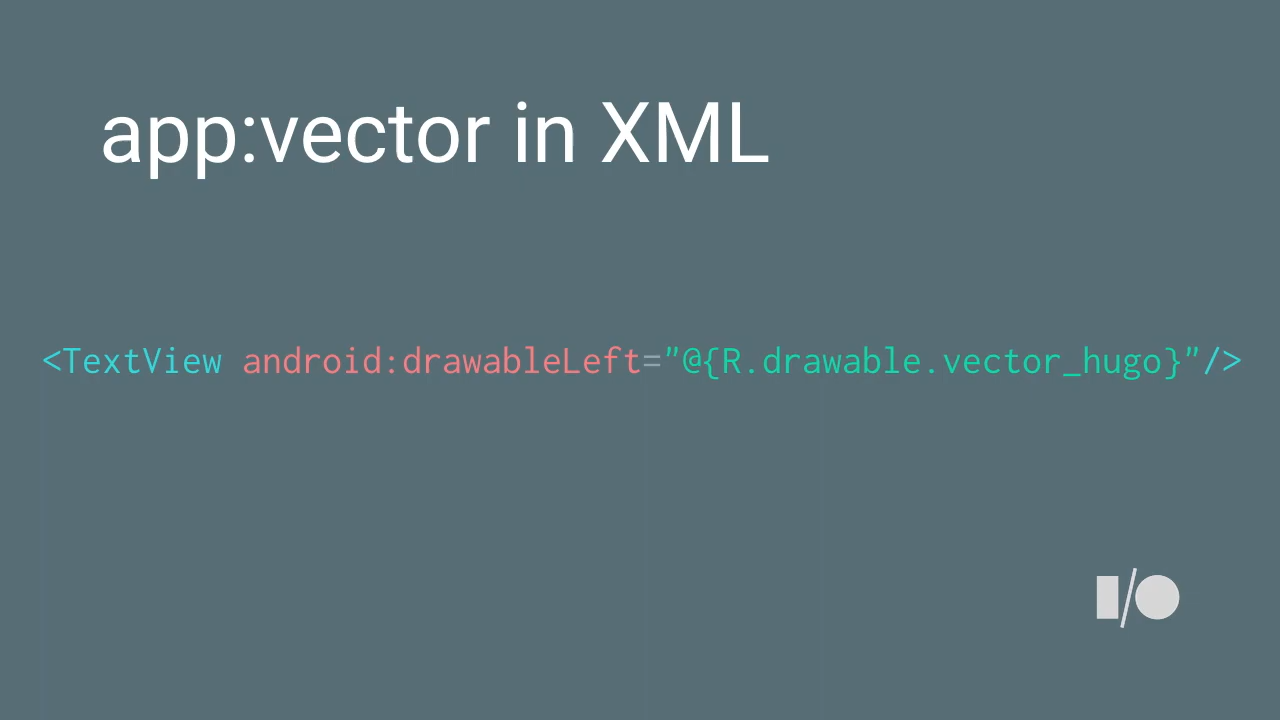 app:vector in XML
<TextView android:drawableLeft="@{R.drawable.vector_hugo}"/>
I/O